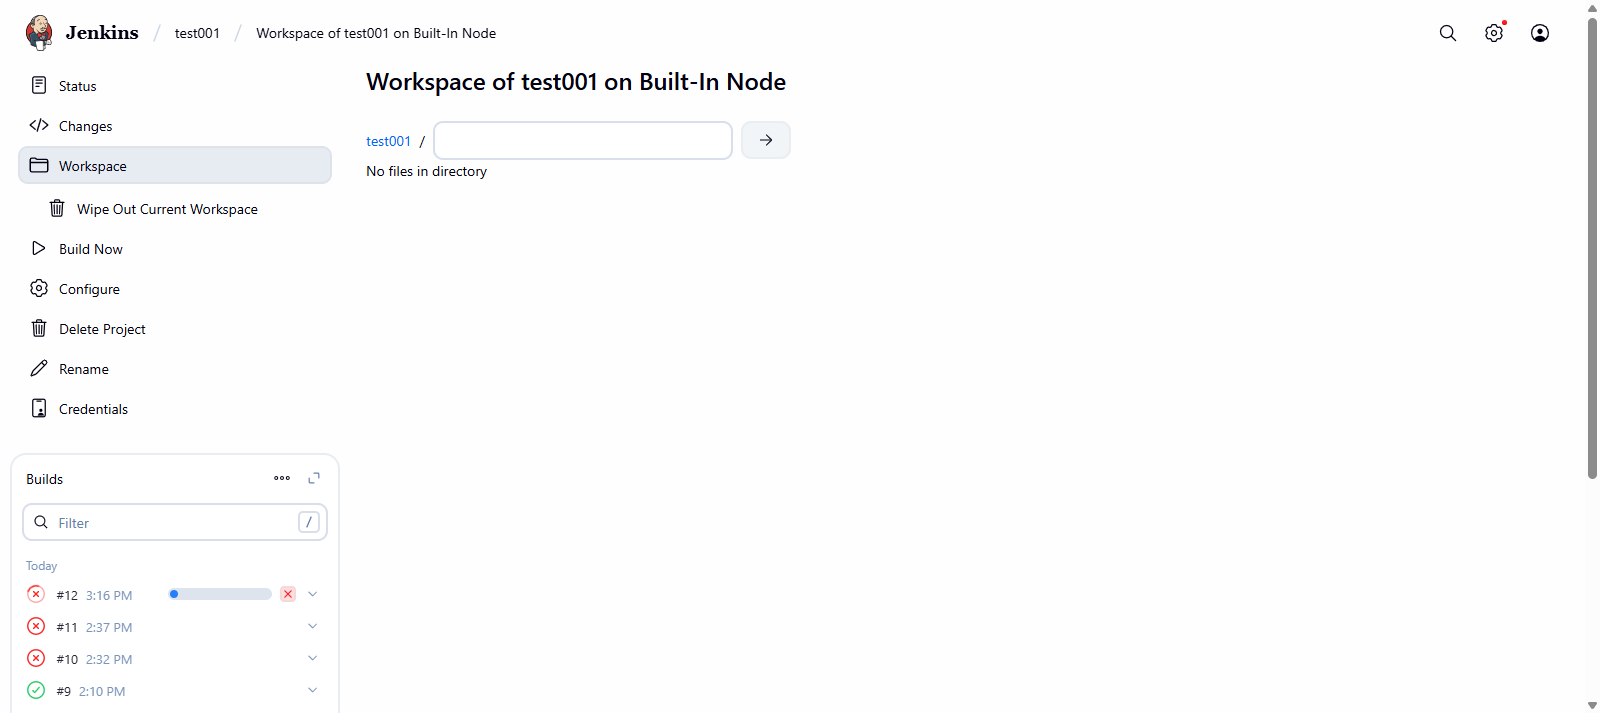 Jenkins / test001 / Workspace of test001 on Built-In Node
Status
Changes
Workspace
Wipe Out Current Workspace
Build Now
Configure
Delete Project
Rename
Credentials
Builds
Filter /
Today
#12 3:16 PM
#11 2:37 PM
#10 2:32 PM
#9 2:10 PM
Workspace of test001 on Built-In Node
test001 /
No files in directory